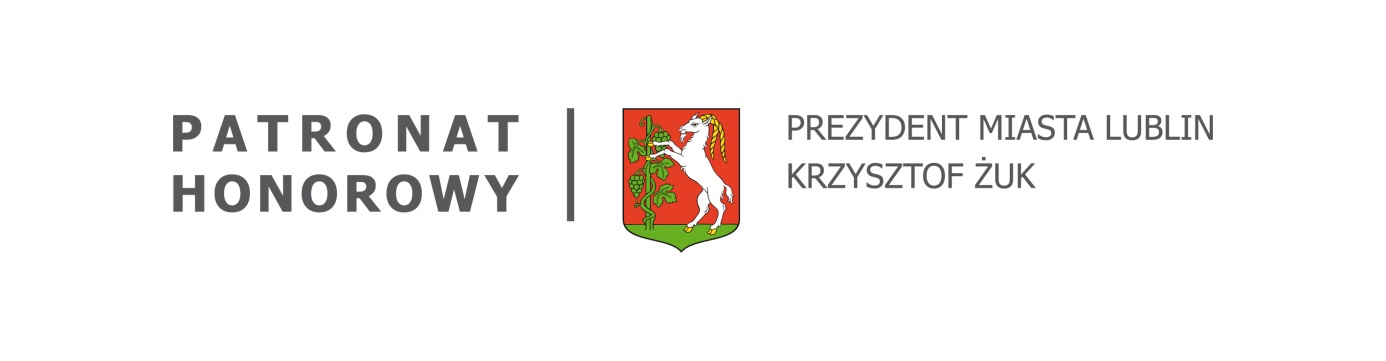 PATRONAT
HONOROWY
PREZYDENT MIASTA LUBLIN
KRZYSZTOF ŻUK